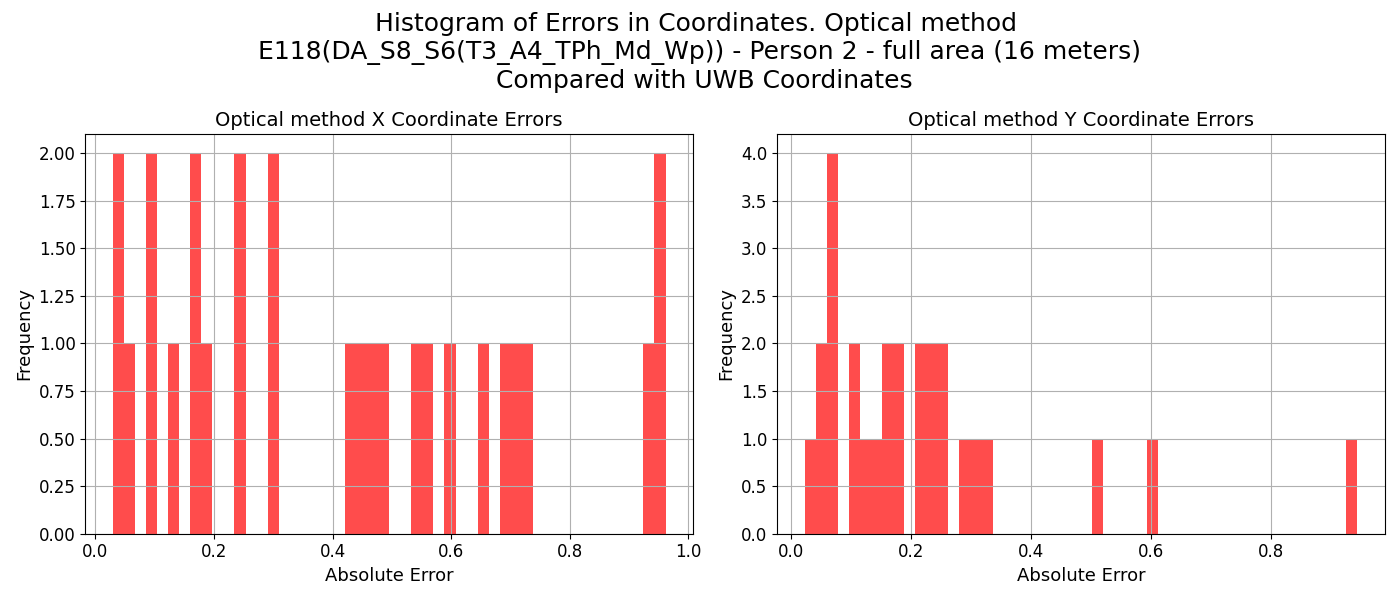 Histogram of Errors in Coordinates. Optical method
E118(DA_S8_S6(T3_A4_TPh_Md_Wp)) - Person 2 - full area (16 meters)
Compared with UWB Coordinates
Optical method X Coordinate Errors
2.00
1.75
1.50
1.25
1.00
0.75
0.50
0.25
0.00
Frequency
0.0 0.2 0.4 0.6 0.8 1.0
Absolute Error
Optical method Y Coordinate Errors
4.0
3.5
3.0
2.5
2.0
1.5
1.0
0.5
0.0
Frequency
0.0 0.2 0.4 0.6 0.8
Absolute Error